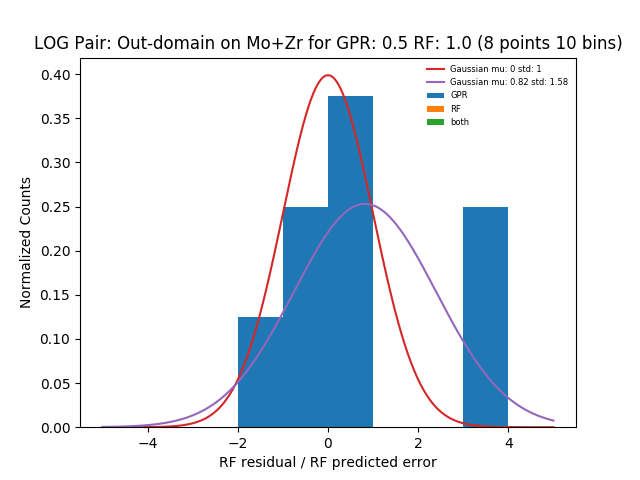 LOG Pair: Out-domain on Mo+Zr for GPR: 0.5 RF: 1.0 (8 points 10 bins)
Gaussian mu: 0 std: 1
Gaussian mu: 0.82 std: 1.58
GPR
RF
both
Normalized Counts
0.40
0.35
0.30
0.25
0.20
0.15
0.10
0.05
0.00
−4
−2
0
2
4
RF residual / RF predicted error